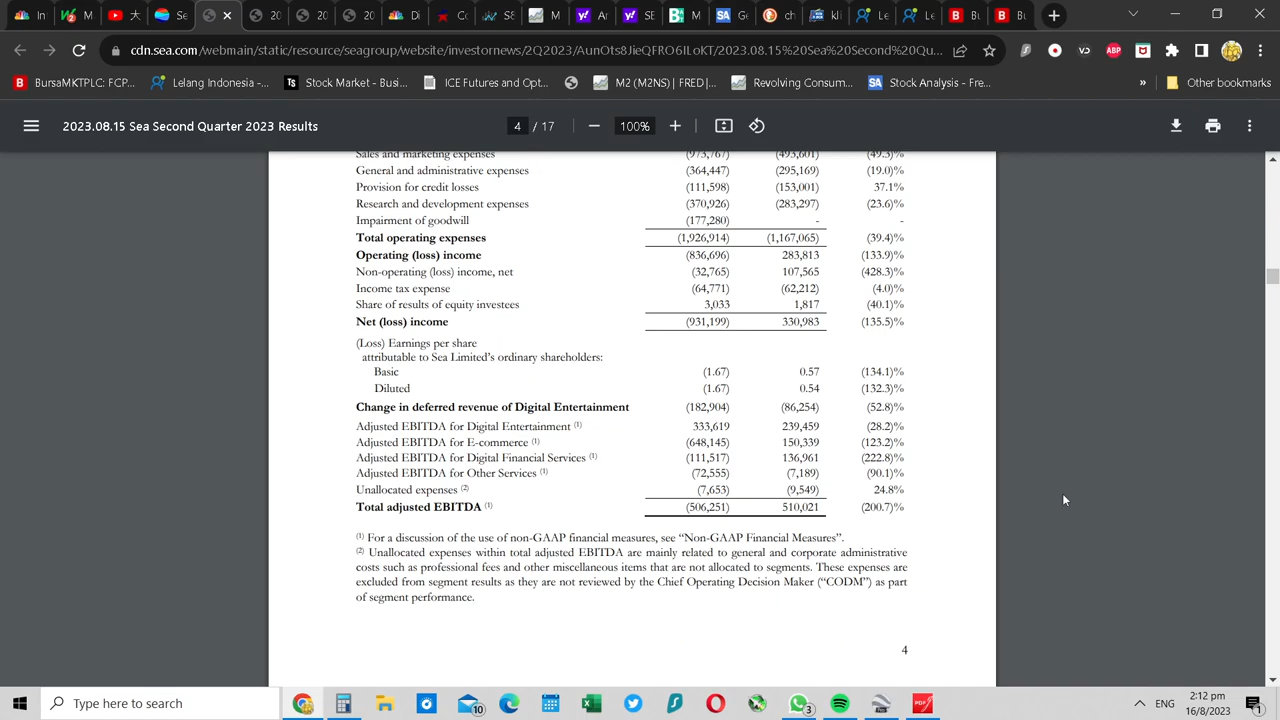 cdn.sea.com/webmain/static/resource/seagroup/website/investornews/2Q2023/AunOts8JieQFRO6ILoKT/2023.08.15%20Sea%20Second%20Qu...
BursaMKTPLC: FCP... Lelang Indonesia -... Stock Market - Busi... ICE Futures and Opt... M2 (M2NS) | FRED |... Revolving Consum... Stock Analysis - Fre... » Other bookmarks
2023.08.15 Sea Second Quarter 2023 Results 4 / 17 100%
Sales and marketing expenses (973,767) (493,601) (49.3)%
General and administrative expenses (364,447) (295,169) (19.0)%
Provision for credit losses (111,598) (153,001) 37.1%
Research and development expenses (370,926) (283,297) (23.6)%
Impairment of goodwill (177,280) - -
Total operating expenses (1,926,914) (1,167,065) (39.4)%
Operating (loss) income (836,696) 283,813 (133.9)%
Non-operating (loss) income, net (32,765) 107,565 (428.3)%
Income tax expense (64,771) (62,212) (4.0)%
Share of results of equity investees 3,033 1,817 (40.1)%
Net (loss) income (931,199) 330,983 (135.5)%
(Loss) Earnings per share
attributable to Sea Limited's ordinary shareholders:
Basic (1.67) 0.57 (134.1)%
Diluted (1.67) 0.54 (132.3)%
Change in deferred revenue of Digital Entertainment (182,904) (86,254) (52.8)%
Adjusted EBITDA for Digital Entertainment (1) 333,619 239,459 (28.2)%
Adjusted EBITDA for E-commerce (1) (648,145) 150,339 (123.2)%
Adjusted EBITDA for Digital Financial Services (1) (111,517) 136,961 (222.8)%
Adjusted EBITDA for Other Services (1) (72,555) (7,189) (90.1)%
Unallocated expenses (2) (7,653) (9,549) 24.8%
Total adjusted EBITDA (1) (506,251) 510,021 (200.7)%
(1) For a discussion of the use of non-GAAP financial measures, see “Non-GAAP Financial Measures”.
(2) Unallocated expenses within total adjusted EBITDA are mainly related to general and corporate administrative
costs such as professional fees and other miscellaneous items that are not allocated to segments. These expenses are
excluded from segment results as they are not reviewed by the Chief Operating Decision Maker (“CODM”) as part
of segment performance.
4
Type here to search
ENG
2:12 pm
16/8/2023